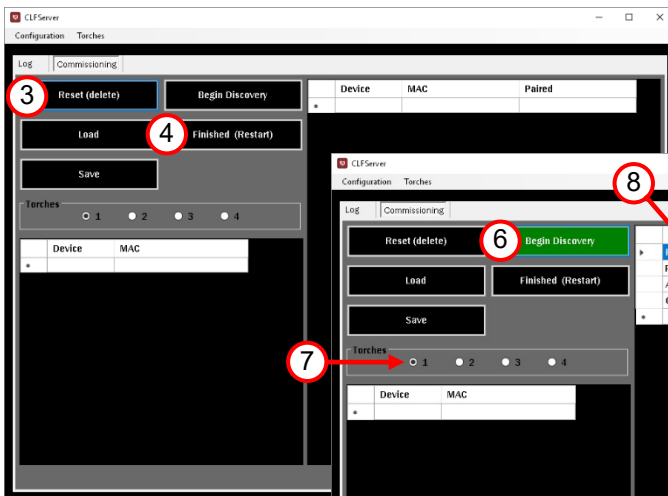 CLFServer
Configuration Torches
Log Commissioning
3 Reset (delete) Begin Discovery
Device MAC Paired
4 Finished (Restart)
Load
Save
Torches
1 2 3 4
Device MAC
CLFServer
8
Configuration Torches
Log Commissioning
Reset (delete) 6 Begin Discovery
Load Finished (Restart)
Save
Torches
7 1 2 3 4
Device MAC